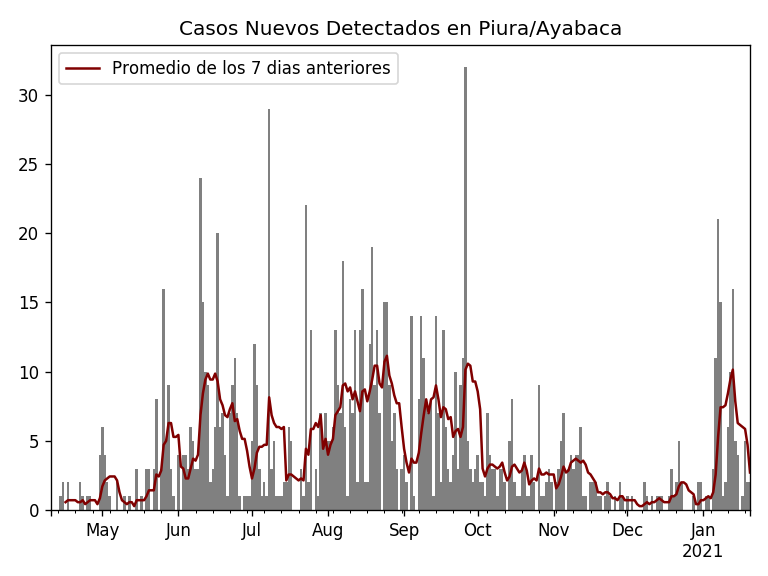 Casos Nuevos Detectados en Piura/Ayabaca
Promedio de los 7 dias anteriores
30
25
20
15
10
5
0
May Jun Jul Aug Sep Oct Nov Dec Jan
2021